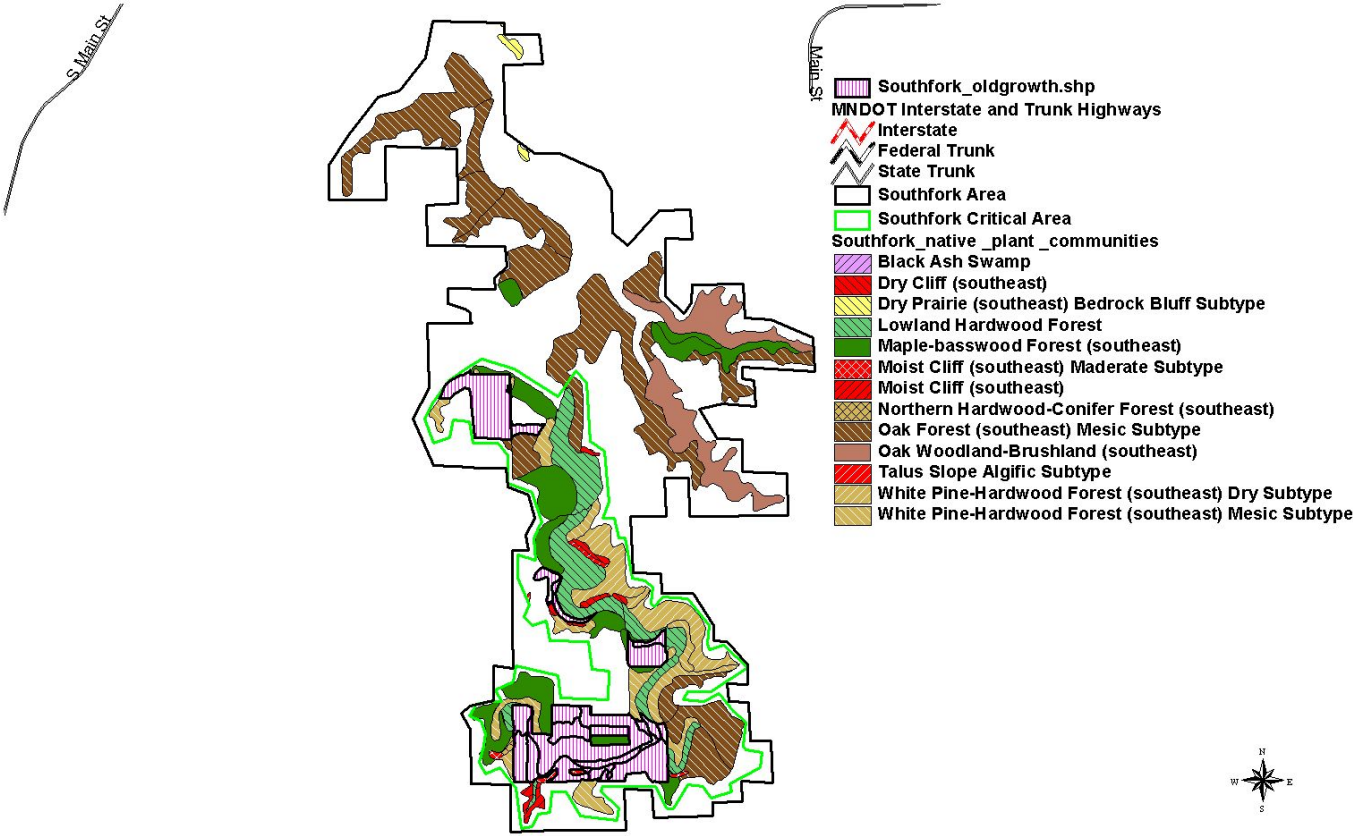 S Main St
Main St
Southfork_oldgrowth.shp
MNDOT Interstate and Trunk Highways
Interstate
Federal Trunk
State Trunk
Southfork Area
Southfork Critical Area
Southfork_native _plant _communities
Black Ash Swamp
Dry Cliff (southeast)
Dry Prairie (southeast) Bedrock Bluff Subtype
Lowland Hardwood Forest
Maple-basswood Forest (southeast)
Moist Cliff (southeast) Maderate Subtype
Moist Cliff (southeast)
Northern Hardwood-Conifer Forest (southeast)
Oak Forest (southeast) Mesic Subtype
Oak Woodland-Brushland (southeast)
Talus Slope Algific Subtype
White Pine-Hardwood Forest (southeast) Dry Subtype
White Pine-Hardwood Forest (southeast) Mesic Subtype
N
W E
S